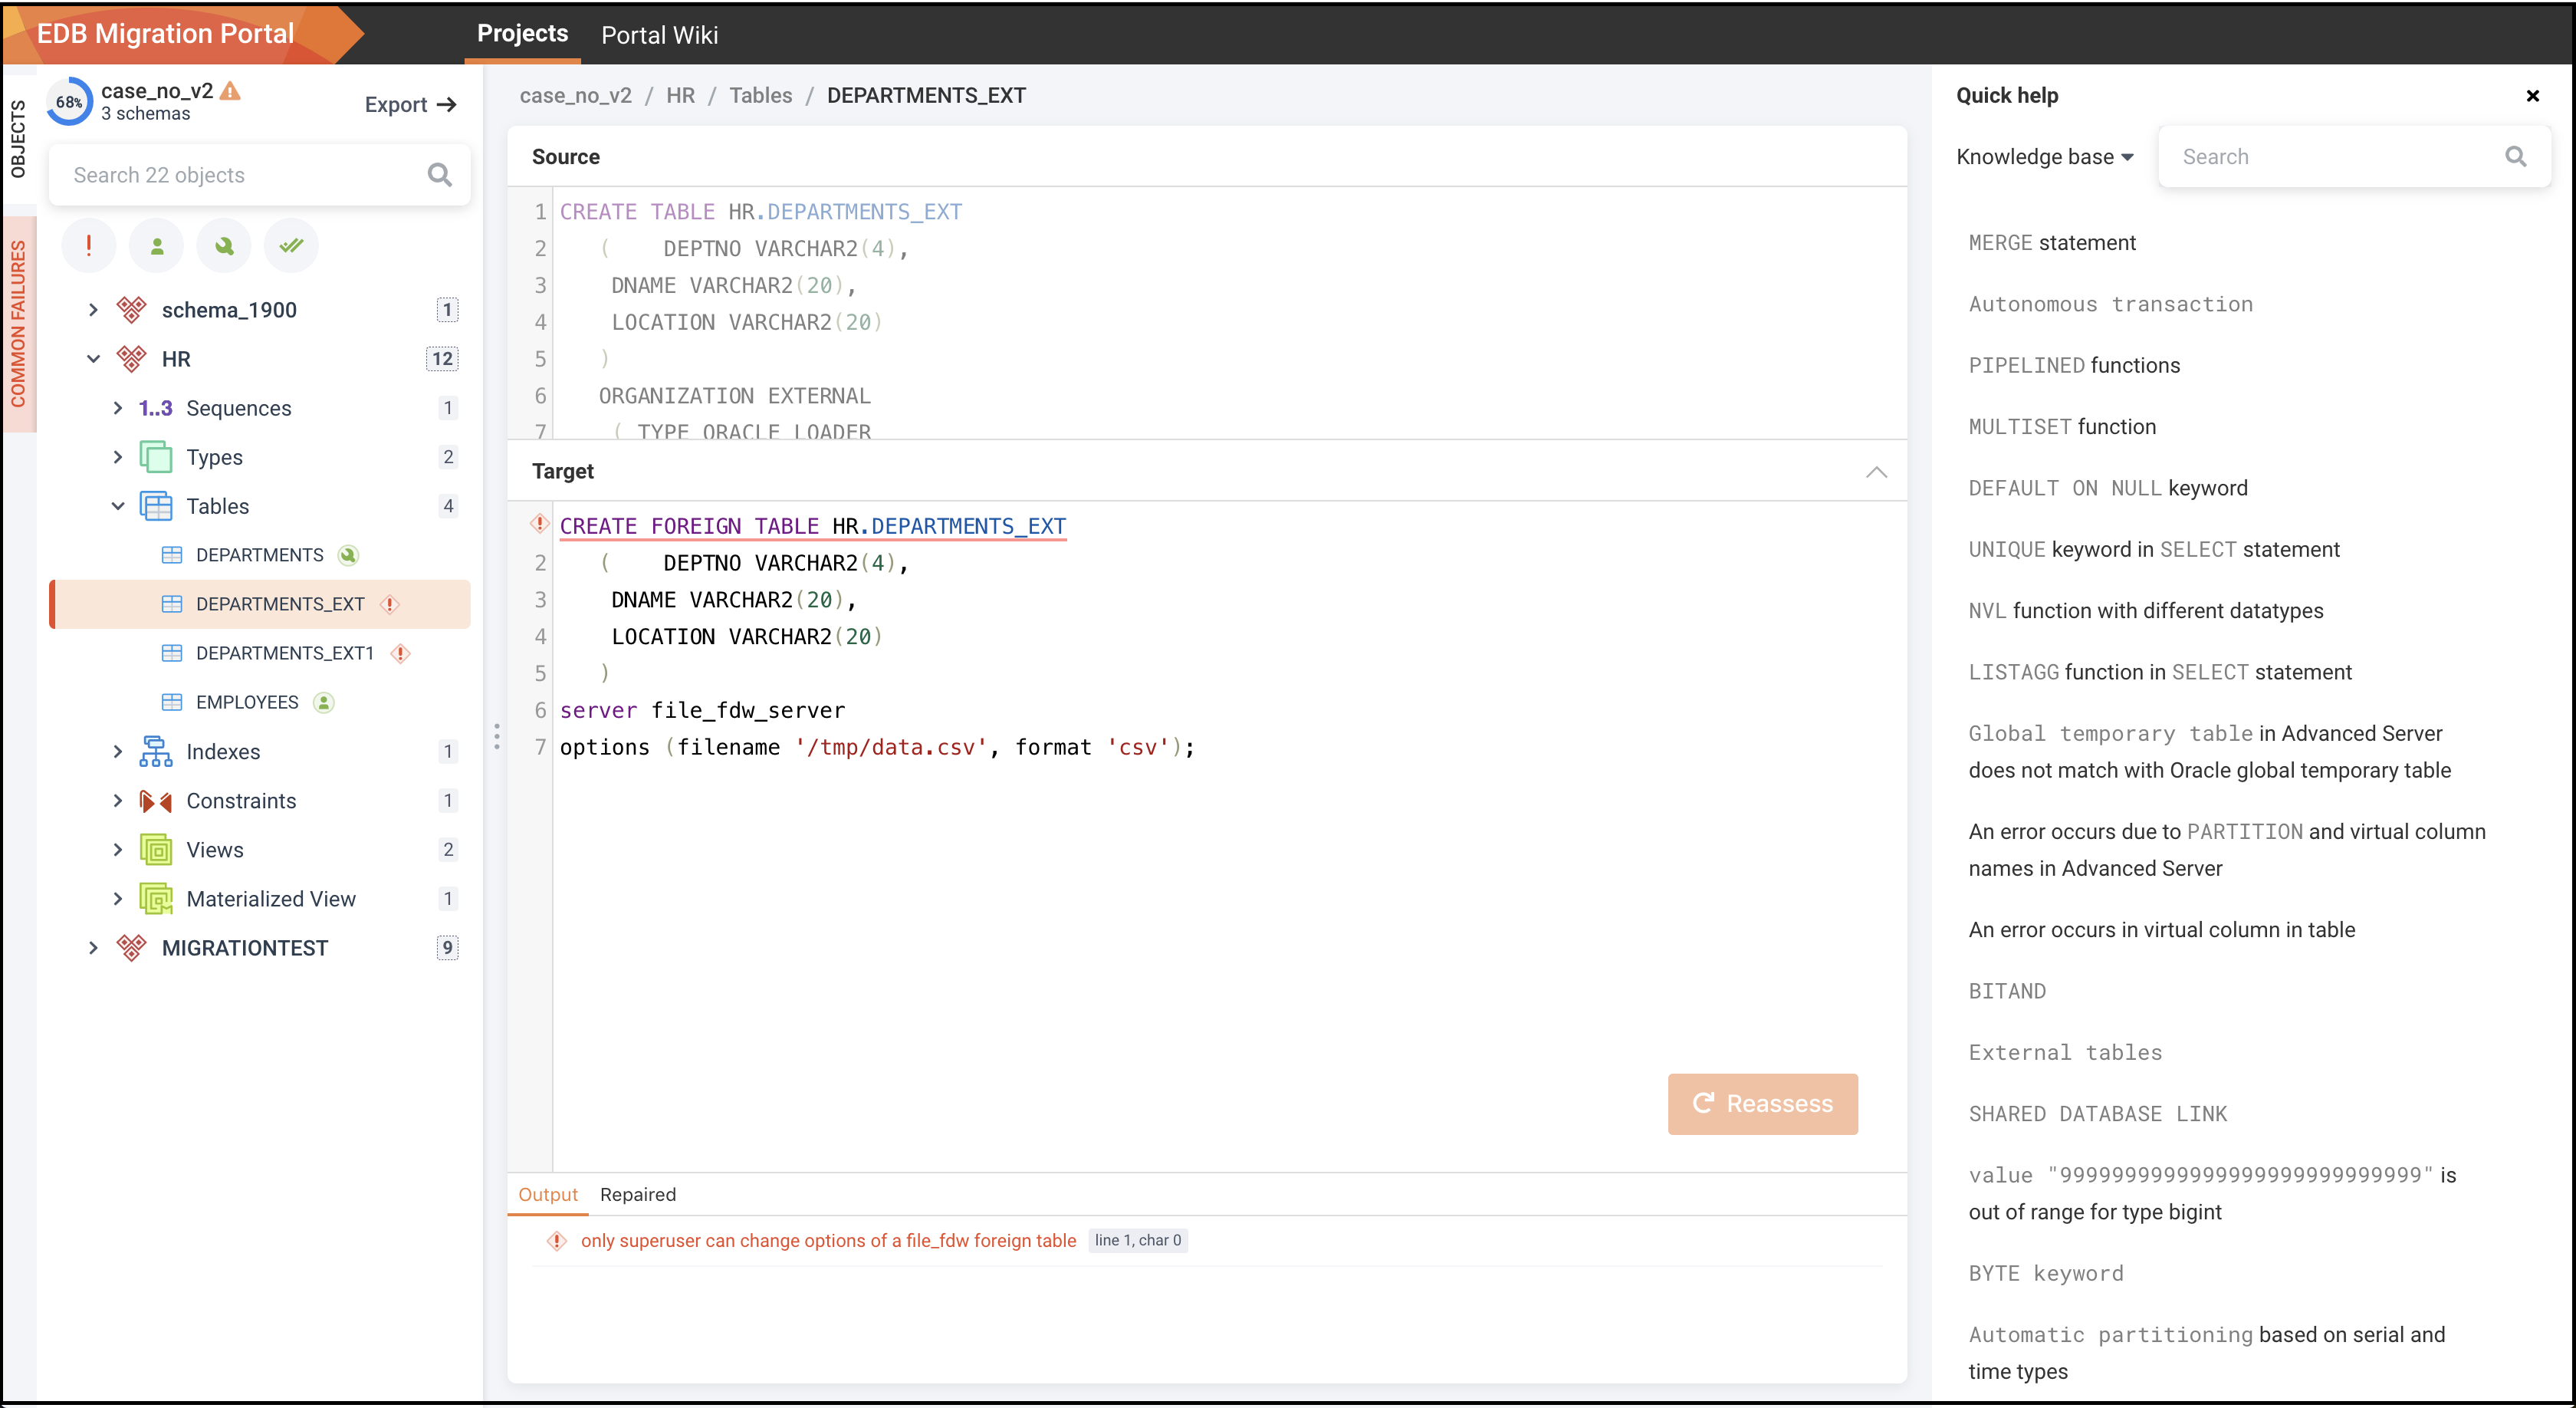 EDB Migration Portal
Projects
Portal Wiki
OBJECTS
COMMON FAILURES
68%
case_no_v2
3 schemas
Export
Search 22 objects
schema_1900
1
HR
12
1..3 Sequences
1
Types
2
Tables
4
DEPARTMENTS
DEPARTMENTS_EXT
DEPARTMENTS_EXT1
EMPLOYEES
Indexes
1
Constraints
1
Views
2
Materialized View
1
MIGRATIONTEST
9
case_no_v2 / HR / Tables / DEPARTMENTS_EXT
Source
1 CREATE TABLE HR.DEPARTMENTS_EXT
2 (    DEPTNO VARCHAR2(4),
3 DNAME VARCHAR2(20),
4 LOCATION VARCHAR2(20)
5 )
6 ORGANIZATION EXTERNAL
7 ( TYPE ORACLE_LOADER
Target
CREATE FOREIGN TABLE HR.DEPARTMENTS_EXT
2 (    DEPTNO VARCHAR2(4),
3 DNAME VARCHAR2(20),
4 LOCATION VARCHAR2(20)
5 )
6 server file_fdw_server
7 options (filename '/tmp/data.csv', format 'csv');
Reassess
Output
Repaired
only superuser can change options of a file_fdw foreign table line 1, char 0
Quick help
Knowledge base
Search
MERGE statement
Autonomous transaction
PIPELINED functions
MULTISET function
DEFAULT ON NULL keyword
UNIQUE keyword in SELECT statement
NVL function with different datatypes
LISTAGG function in SELECT statement
Global temporary table in Advanced Server
does not match with Oracle global temporary table
An error occurs due to PARTITION and virtual column
names in Advanced Server
An error occurs in virtual column in table
BITAND
External tables
SHARED DATABASE LINK
value "9999999999999999999999999999" is
out of range for type bigint
BYTE keyword
Automatic partitioning based on serial and
time types